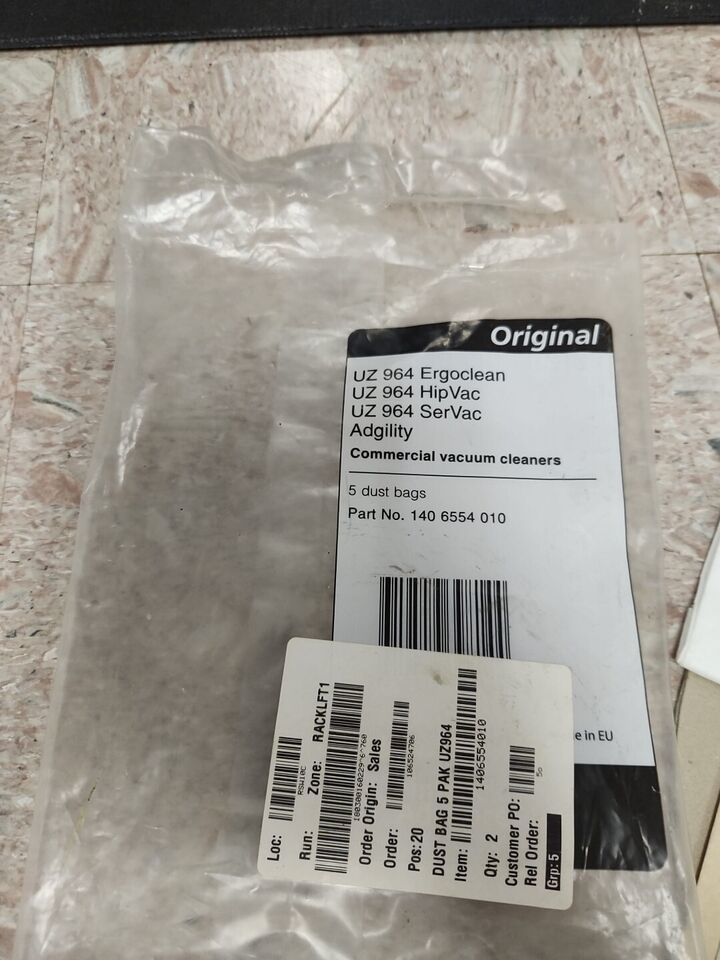 Original
UZ 964 Ergoclean
UZ 964 HipVac
UZ 964 SerVac
Adgility
Commercial vacuum cleaners
5 dust bags
Part No. 140 6554 010
e in EU
Loc:
RSW10C
Run:
Zone: RACKLFT1
Order Origin: Sales
Order:
106524706
Pos: 20
DUST BAG 5 PAK UZ964
Item:
1406554010
Qty: 2
Customer PO:
Rel Order:
Grp: 5